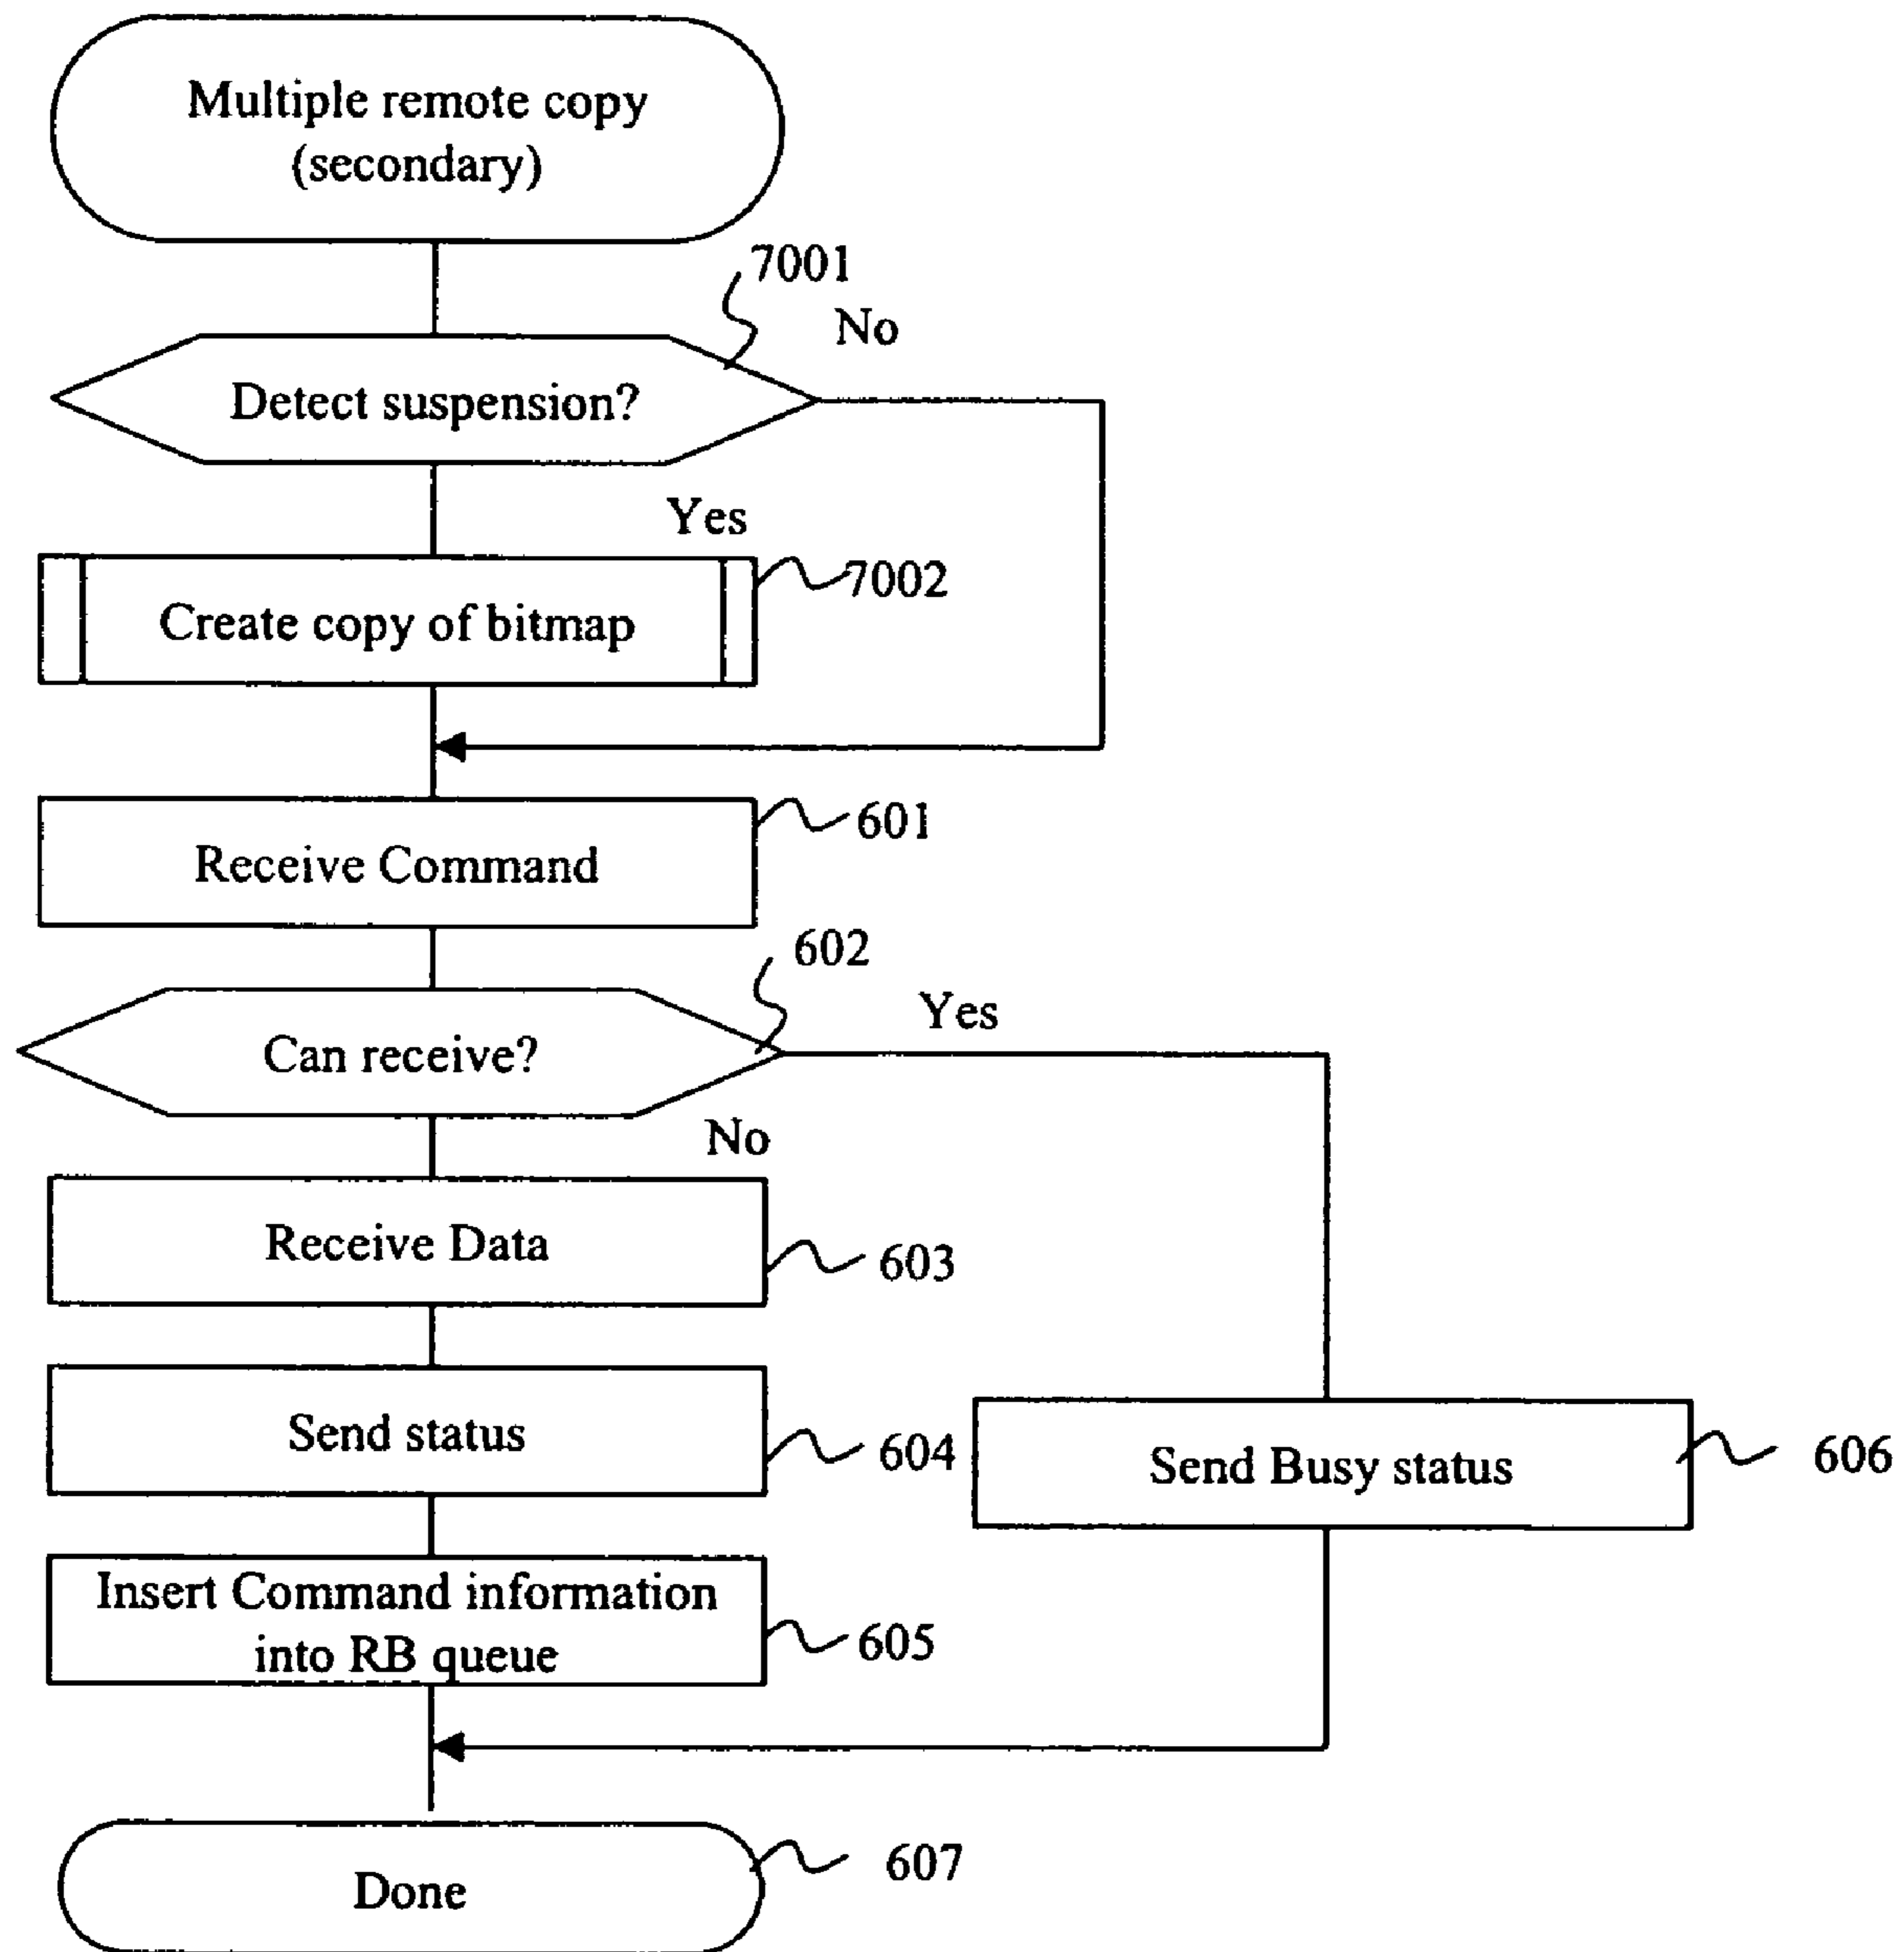 Multiple remote copy
(secondary)
7001
No
Detect suspension?
Yes
7002
Create copy of bitmap
601
Receive Command
602
Yes
Can receive?
No
Receive Data
603
Send status
604
Send Busy status
606
Insert Command information
into RB queue
605
607
Done